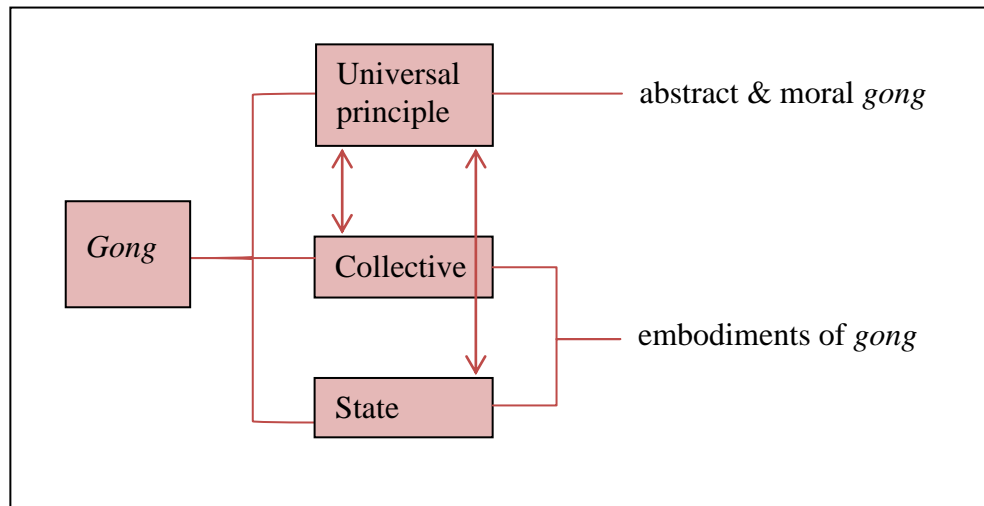 Universal
principle
abstract & moral gong
Gong
Collective
embodiments of gong
State